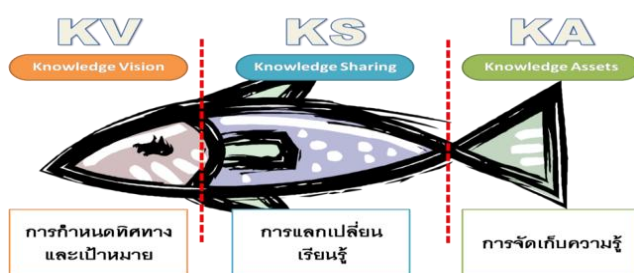 KV
KS
KA
Knowledge Vision
Knowledge Sharing
Knowledge Assets
การกำหนดทิศทาง
และเป้าหมาย
การแลกเปลี่ยน
เรียนรู้
การจัดเก็บความรู้